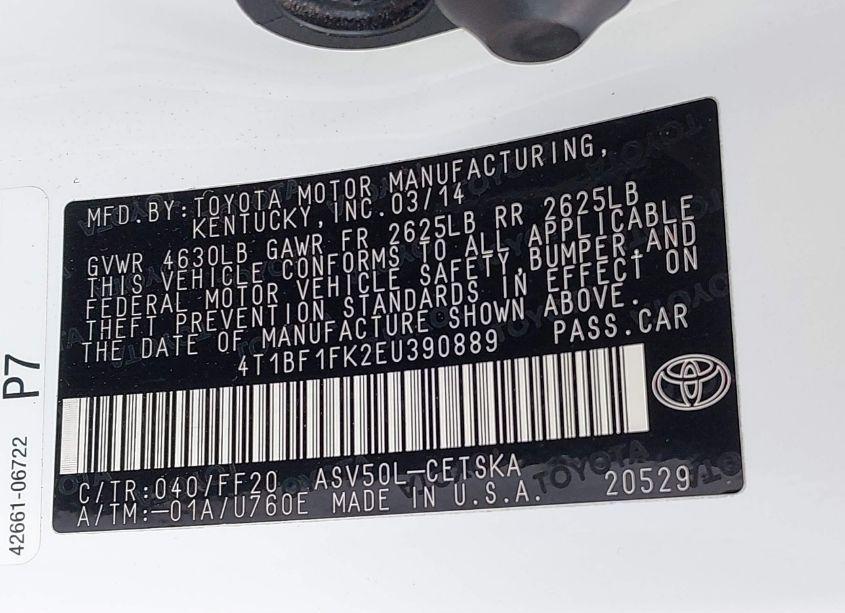 MFD.BY:TOYOTA MOTOR MANUFACTURING,
KENTUCKY,INC.03/14
GVWR 4630LB GAWR FR 2625LB RR 2625LB
THIS VEHICLE CONFORMS TO ALL APPLICABLE
FEDERAL MOTOR VEHICLE SAFETY,BUMPER,AND
THEFT PREVENTION STANDARDS IN EFFECT ON
THE DATE OF MANUFACTURE SHOWN ABOVE.
4T1BF1FK2EU390889 PASS.CAR
C/TR:040/FF20 ASV50L-CETSKA
A/TM:-01A/U760E MADE IN U.S.A. 20529
TOYOTA
P7
42661-06722